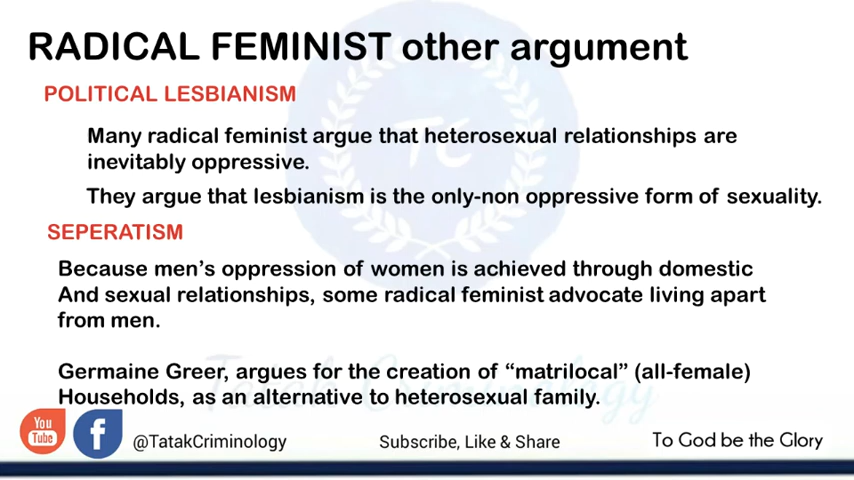 RADICAL FEMINIST other argument
POLITICAL LESBIANISM
Many radical feminist argue that heterosexual relationships are
inevitably oppressive.
They argue that lesbianism is the only-non oppressive form of sexuality.
SEPERATISM
Because men's oppression of women is achieved through domestic
And sexual relationships, some radical feminist advocate living apart
from men.
Germaine Greer, argues for the creation of “matrilocal” (all-female)
Households, as an alternative to heterosexual family.
TC
Tatak Criminology
You
Tube
f
@TatakCriminology
Subscribe, Like & Share
To God be the Glory